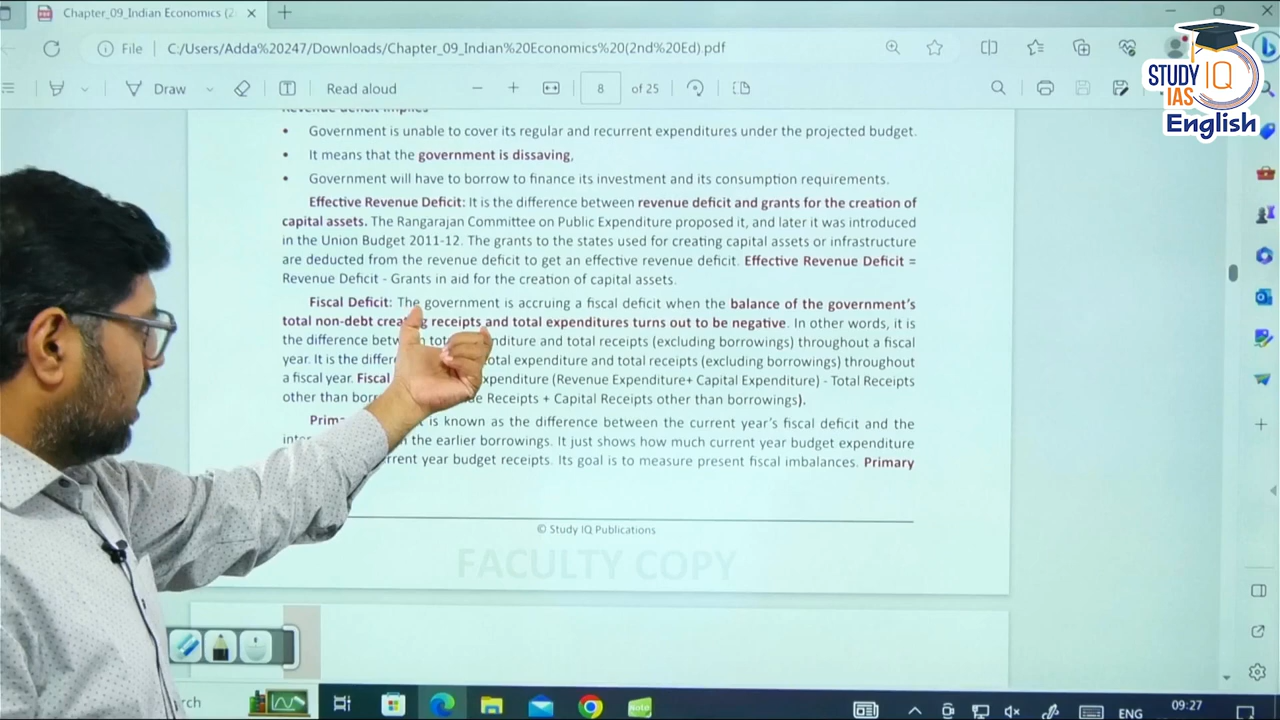 Chapter_09_Indian Economics (2
File C:/Users/Adda%20247/Downloads/Chapter_09_Indian%20Economics%20(2nd%20Ed).pdf
Draw Read aloud 8 of 25
STUDY IQ
IAS
English
Revenue deficit implies
• Government is unable to cover its regular and recurrent expenditures under the projected budget.
• It means that the government is dissaving,
• Government will have to borrow to finance its investment and its consumption requirements.
Effective Revenue Deficit: It is the difference between revenue deficit and grants for the creation of
capital assets. The Rangarajan Committee on Public Expenditure proposed it, and later it was introduced
in the Union Budget 2011-12. The grants to the states used for creating capital assets or infrastructure
are deducted from the revenue deficit to get an effective revenue deficit. Effective Revenue Deficit =
Revenue Deficit - Grants in aid for the creation of capital assets.
Fiscal Deficit: The government is accruing a fiscal deficit when the balance of the government's
total non-debt receipts and total expenditures turns out to be negative. In other words, it is
the difference and total receipts (excluding borrowings) throughout a fiscal
year. It is the total expenditure and total receipts (excluding borrowings) throughout
a fiscal year. Fiscal (Revenue Expenditure+ Capital Expenditure) - Total Receipts
other than Receipts + Capital Receipts other than borrowings).
is known as the difference between the current year's fiscal deficit and the
the earlier borrowings. It just shows how much current year budget expenditure
year budget receipts. Its goal is to measure present fiscal imbalances. Primary
© Study IQ Publications
FACULTY COPY
ENG 09:27